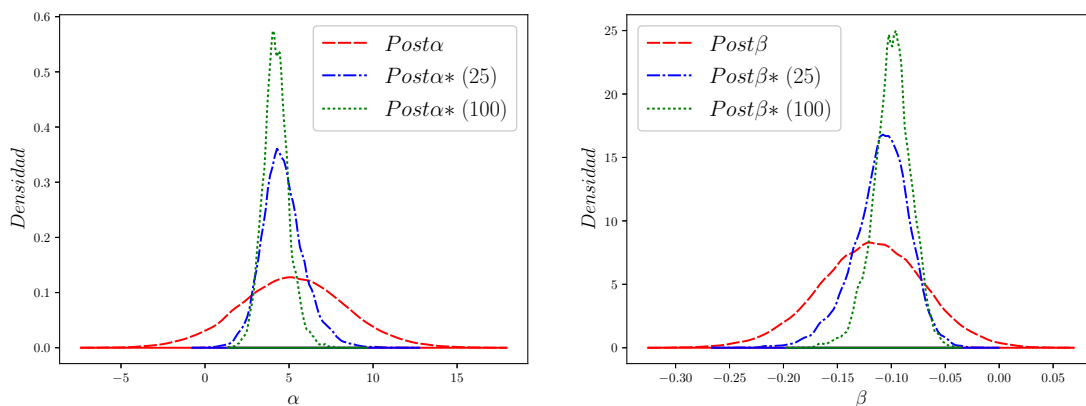 0.6
0.5
0.4
0.3
0.2
0.1
0.0
Densidad
−5
0
5
10
15
α
Postα
Postα∗ (25)
Postα∗ (100)
25
20
15
10
5
0
Densidad
−0.30
−0.25
−0.20
−0.15
−0.10
−0.05
0.00
0.05
β
Postβ
Postβ∗ (25)
Postβ∗ (100)